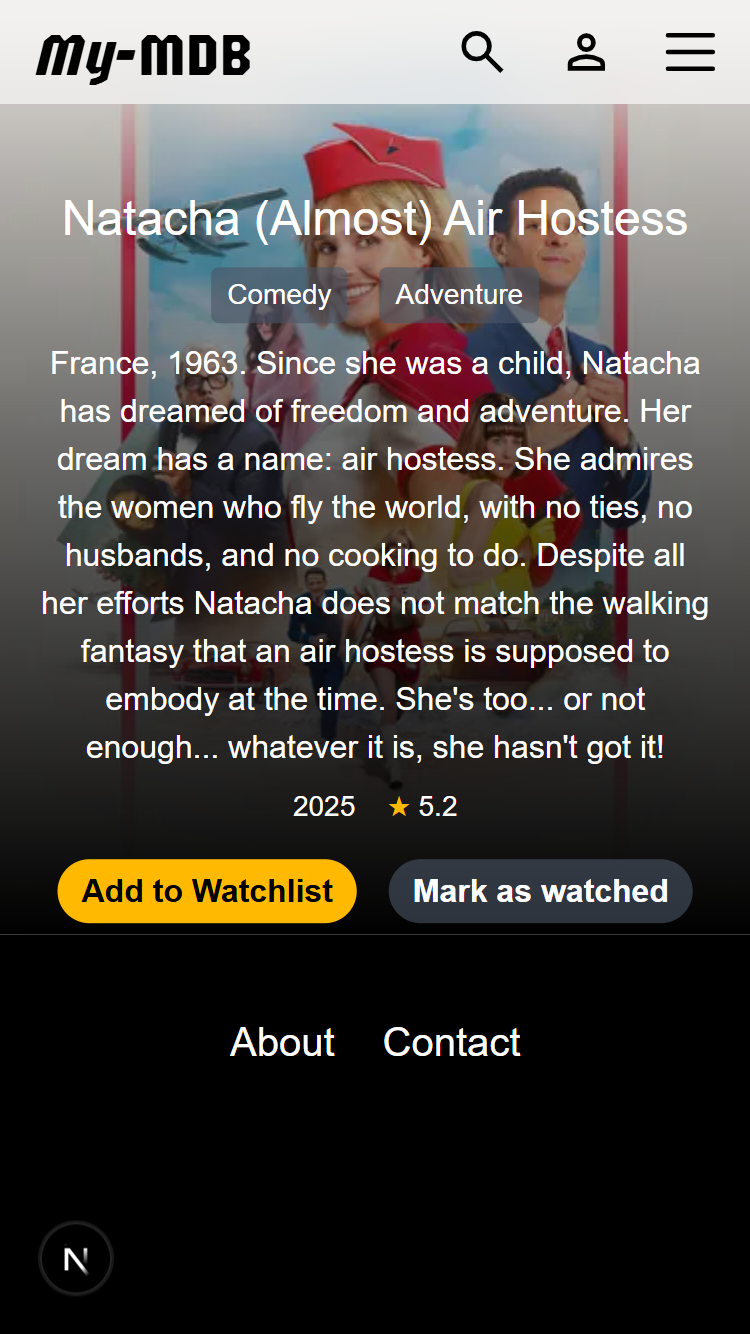 My-MDB
Natacha (Almost) Air Hostess
Comedy Adventure
France, 1963. Since she was a child, Natacha
has dreamed of freedom and adventure. Her
dream has a name: air hostess. She admires
the women who fly the world, with no ties, no
husbands, and no cooking to do. Despite all
her efforts Natacha does not match the walking
fantasy that an air hostess is supposed to
embody at the time. She's too... or not
enough... whatever it is, she hasn't got it!
2025 ★ 5.2
Add to Watchlist Mark as watched
About Contact
N